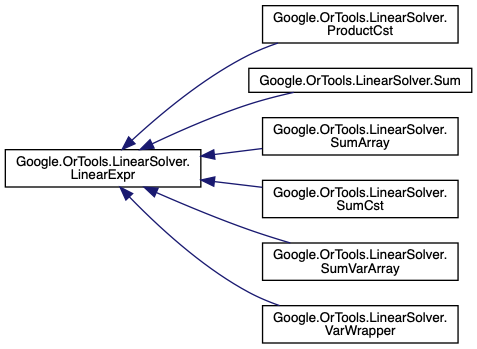 Google.OrTools.LinearSolver.
ProductCst
Google.OrTools.LinearSolver.Sum
Google.OrTools.LinearSolver.
SumArray
Google.OrTools.LinearSolver.
LinearExpr
Google.OrTools.LinearSolver.
SumCst
Google.OrTools.LinearSolver.
SumVarArray
Google.OrTools.LinearSolver.
VarWrapper